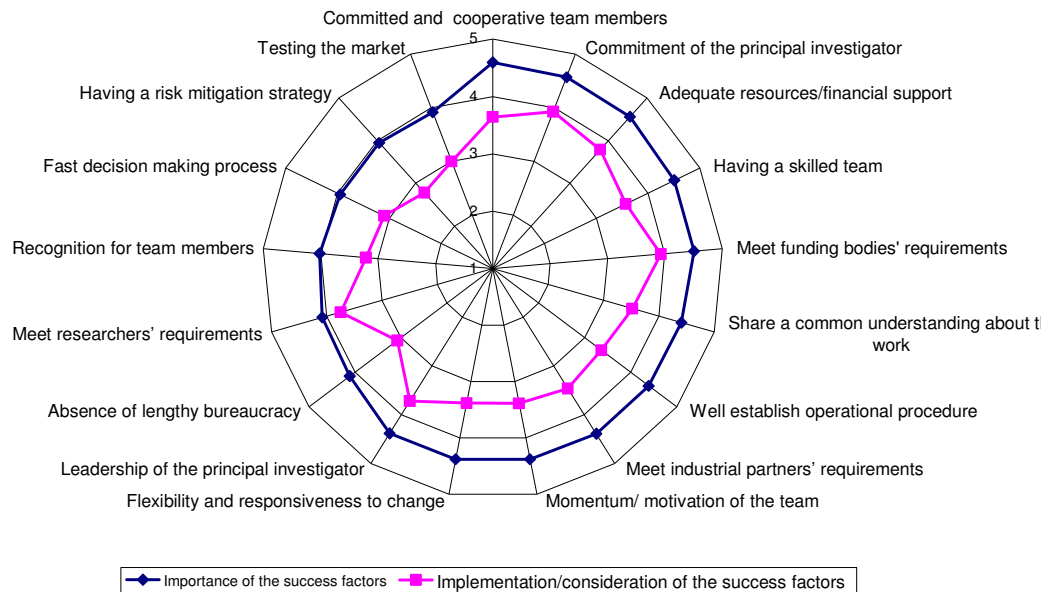 Committed and cooperative team members
Testing the market
5
Commitment of the principal investigator
Having a risk mitigation strategy
4
Adequate resources/financial support
Fast decision making process
3
Having a skilled team
2
Recognition for team members
Meet funding bodies' requirements
1
Meet researchers’ requirements
Share a common understanding about t
work
Absence of lengthy bureaucracy
Well establish operational procedure
Leadership of the principal investigator
Meet industrial partners’ requirements
Flexibility and responsiveness to change
Momentum/ motivation of the team
Importance of the success factors
Implementation/consideration of the success factors